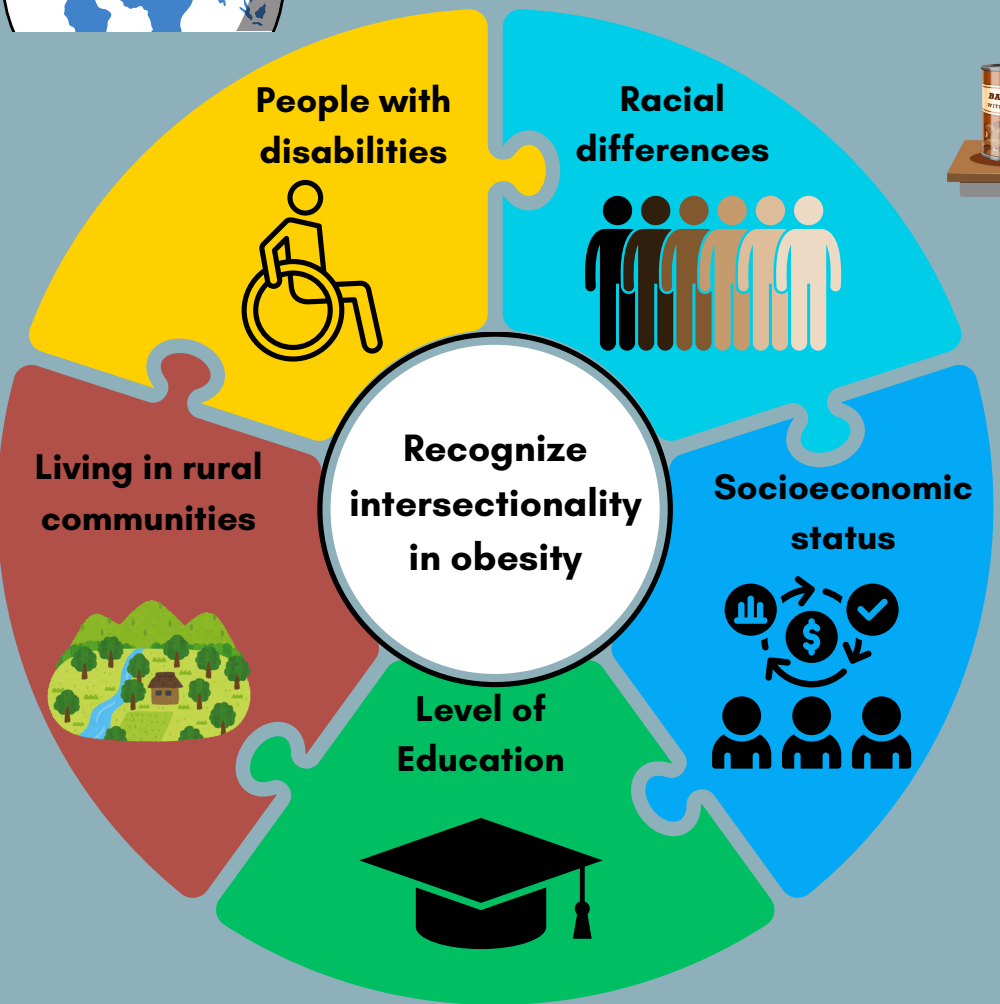 People with
disabilities
Racial
differences
Living in rural
communities
Recognize
intersectionality
in obesity
Socioeconomic
status
$
Level of
Education